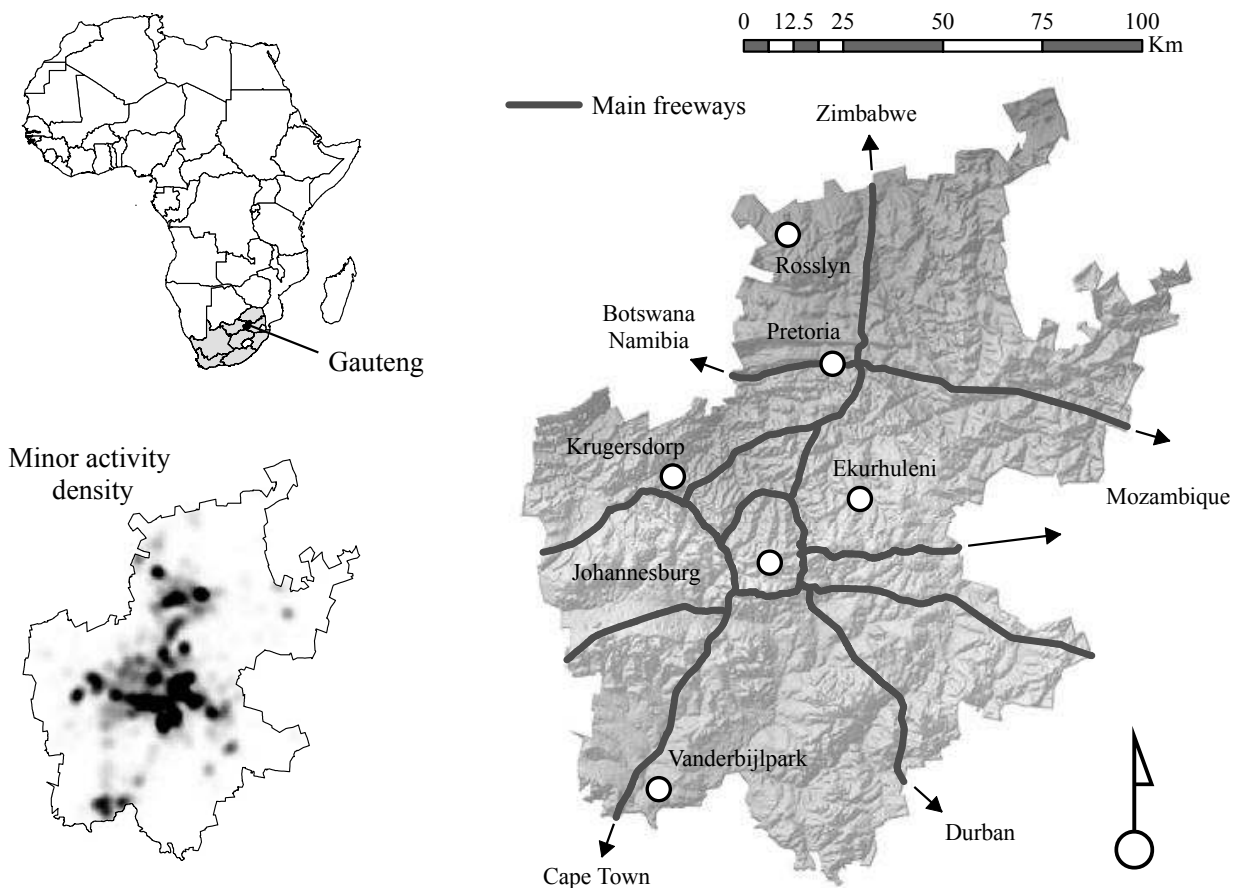 0 12.5 25 50 75 100
Km
Main freeways
Zimbabwe
Rosslyn
Botswana
Namibia
Pretoria
Gauteng
Krugersdorp
Ekurhuleni
Mozambique
Minor activity
density
Johannesburg
Vanderbijlpark
Durban
Cape Town